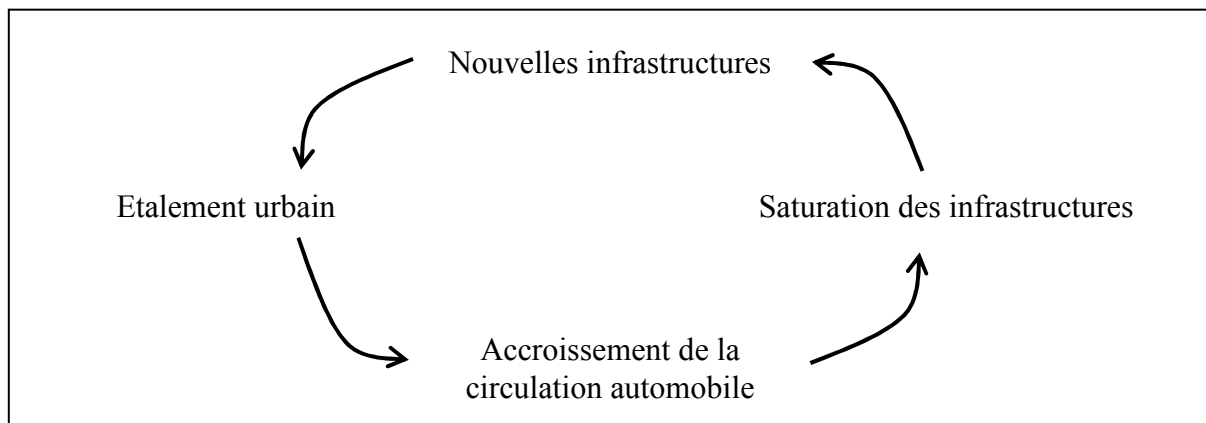 Nouvelles infrastructures
Etalement urbain
Saturation des infrastructures
Accroissement de la
circulation automobile